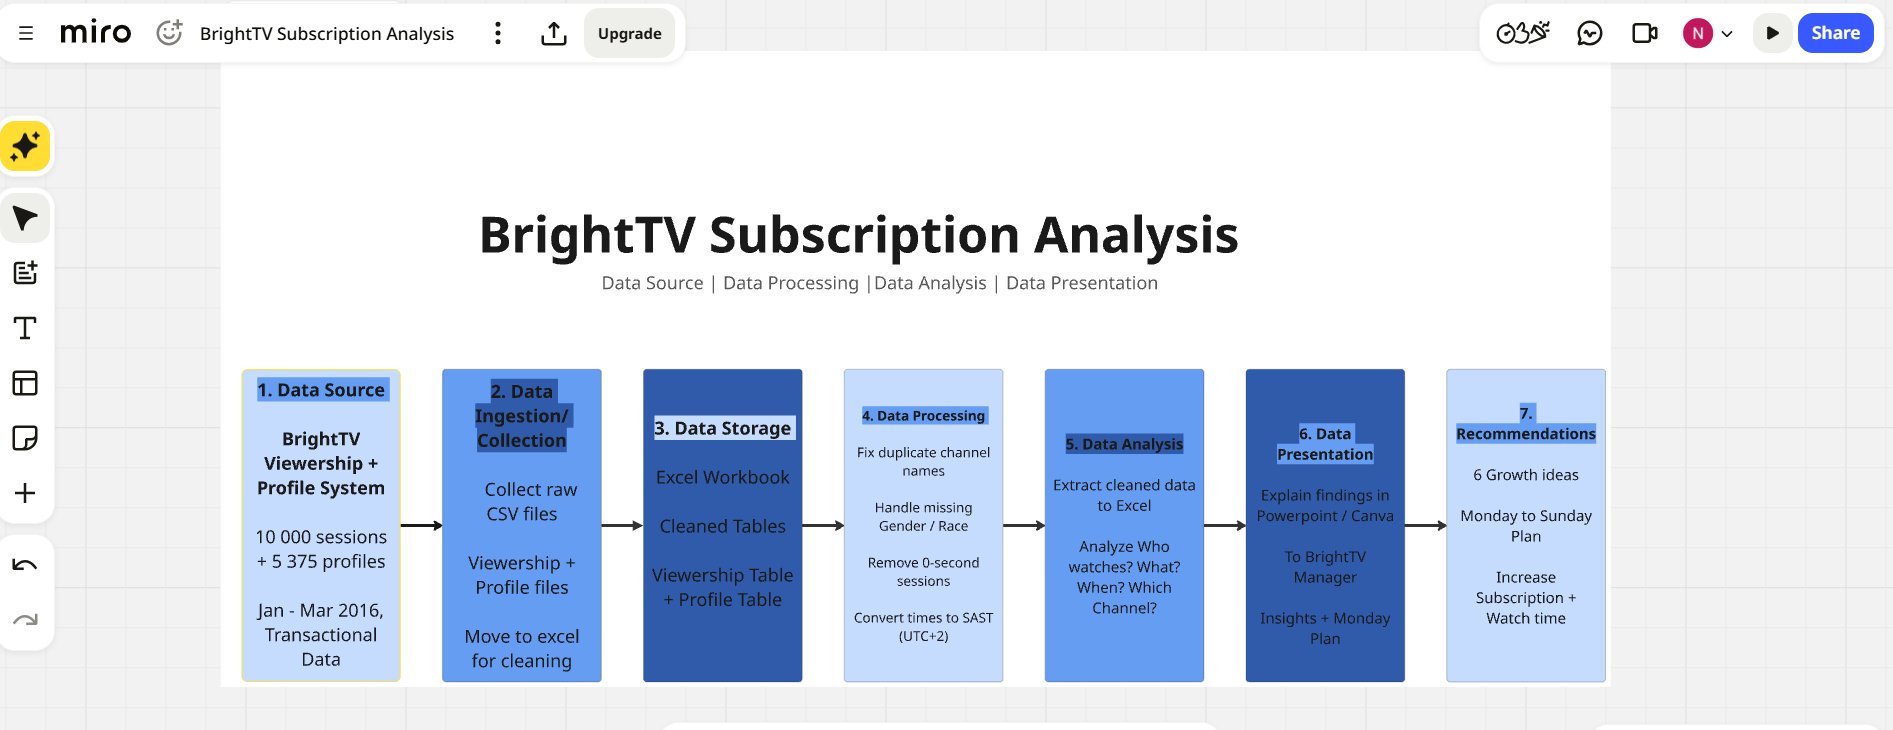 miro
BrightTV Subscription Analysis
Upgrade
N
Share
BrightTV Subscription Analysis
Data Source | Data Processing |Data Analysis | Data Presentation
1. Data Source
BrightTV
Viewership +
Profile System
10 000 sessions
+ 5 375 profiles
Jan - Mar 2016,
Transactional
Data
2. Data
Ingestion/
Collection
Collect raw
CSV files
Viewership +
Profile files
Move to excel
for cleaning
3. Data Storage
Excel Workbook
Cleaned Tables
Viewership Table
+ Profile Table
4. Data Processing
Fix duplicate channel
names
Handle missing
Gender / Race
Remove 0-second
sessions
Convert times to SAST
(UTC+2)
5. Data Analysis
Extract cleaned data
to Excel
Analyze Who
watches? What?
When? Which
Channel?
6. Data
Presentation
Explain findings in
Powerpoint / Canva
To BrightTV
Manager
Insights + Monday
Plan
7.
Recommendations
6 Growth ideas
Monday to Sunday
Plan
Increase
Subscription +
Watch time